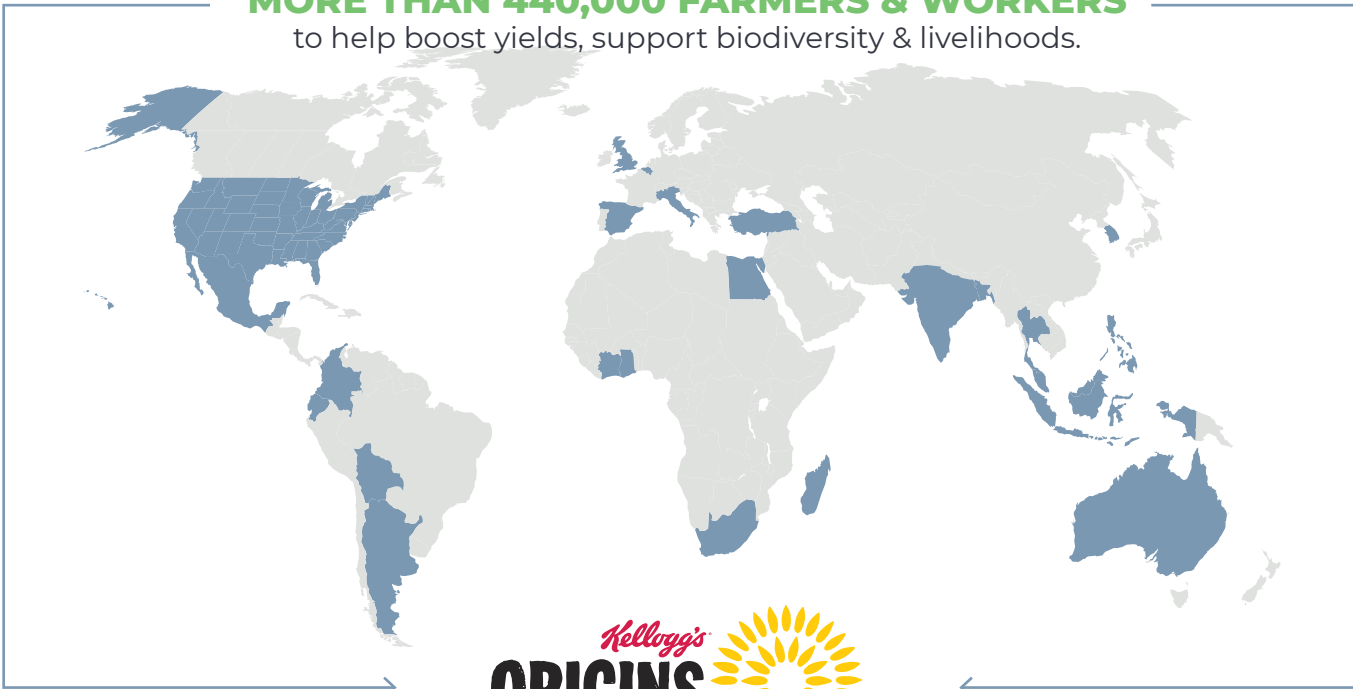 MORE THAN 440,000 FARMERS & WORKERS
to help boost yields, support biodiversity & livelihoods.
Kellogg's
ORIGINS